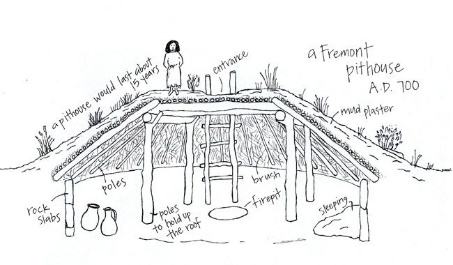 a pithouse would last about
15 years
entrance
a Fremont
pithouse
A.D. 700
mud plaster
poles
brush
firepit
rock
slabs
poles
to hold up
the roof
sleeping